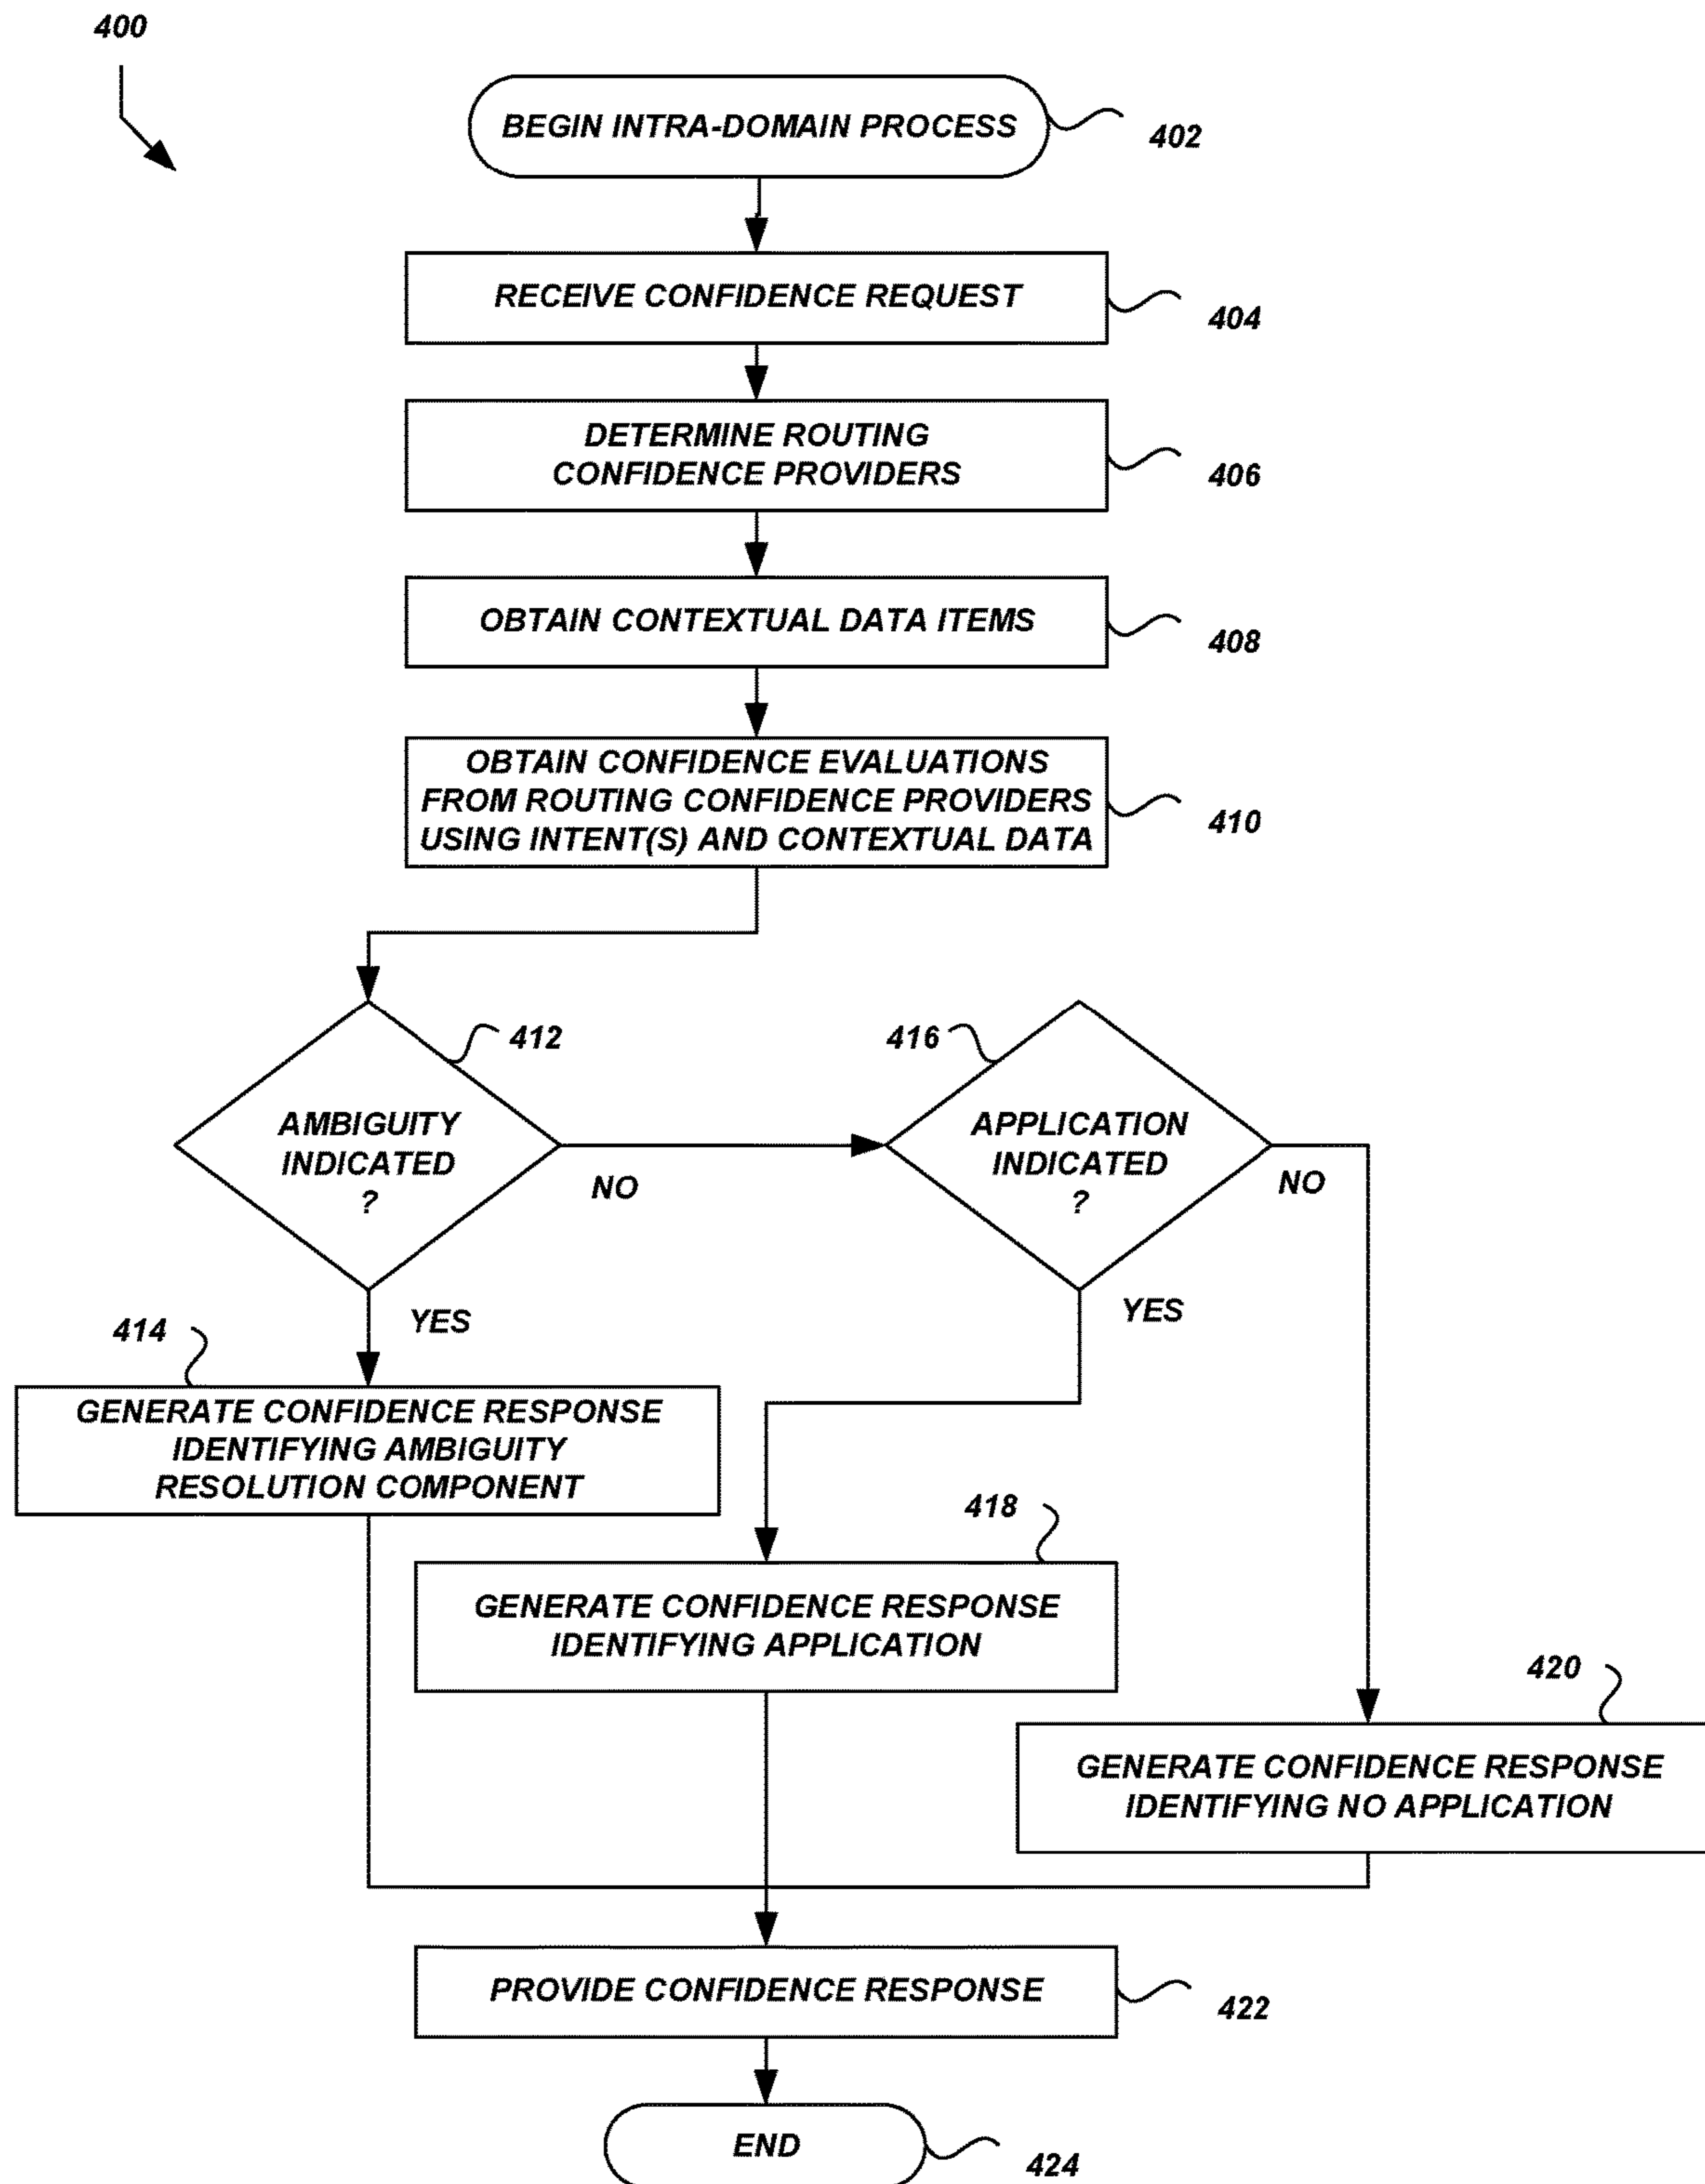 400
BEGIN INTRA-DOMAIN PROCESS
402
RECEIVE CONFIDENCE REQUEST
404
DETERMINE ROUTING
CONFIDENCE PROVIDERS
406
OBTAIN CONTEXTUAL DATA ITEMS
408
OBTAIN CONFIDENCE EVALUATIONS
FROM ROUTING CONFIDENCE PROVIDERS
USING INTENT(S) AND CONTEXTUAL DATA
410
412
AMBIGUITY
INDICATED
?
NO
YES
416
APPLICATION
INDICATED
?
NO
YES
414
GENERATE CONFIDENCE RESPONSE
IDENTIFYING AMBIGUITY
RESOLUTION COMPONENT
418
GENERATE CONFIDENCE RESPONSE
IDENTIFYING APPLICATION
420
GENERATE CONFIDENCE RESPONSE
IDENTIFYING NO APPLICATION
PROVIDE CONFIDENCE RESPONSE
422
END
424